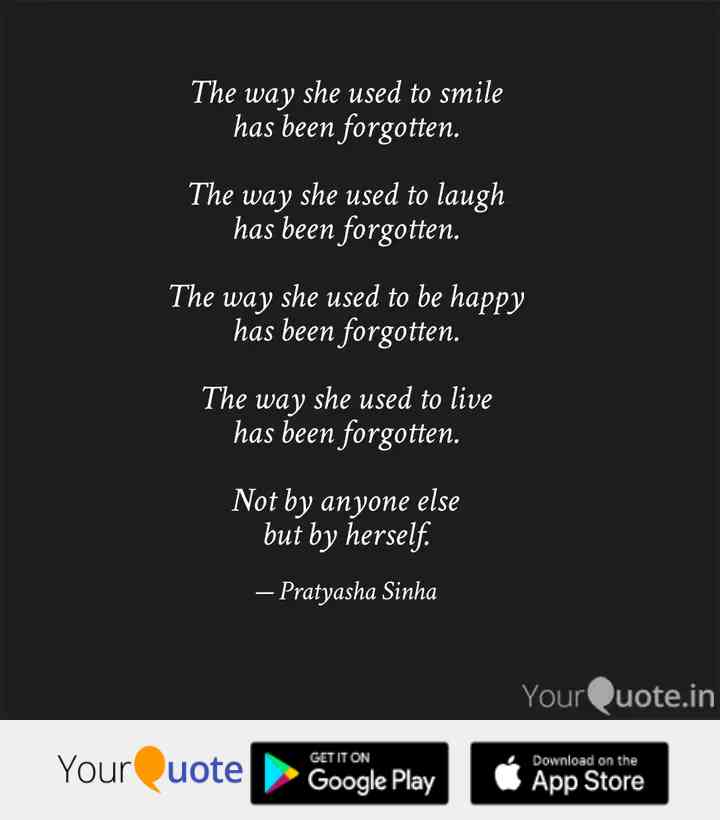 The way she used to smile
has been forgotten.
The way she used to laugh
has been forgotten.
The way she used to be happy
has been forgotten.
The way she used to live
has been forgotten.
Not by anyone else
but by herself.
— Pratyasha Sinha
YourQuote.in
YourQuote
GET IT ON
Google Play
Download on the
App Store